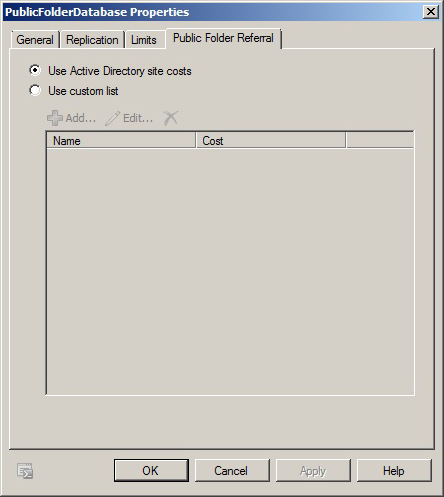 PublicFolderDatabase Properties
General Replication Limits Public Folder Referral
Use Active Directory site costs
Use custom list
Add... Edit...
Name Cost
OK Cancel Apply Help